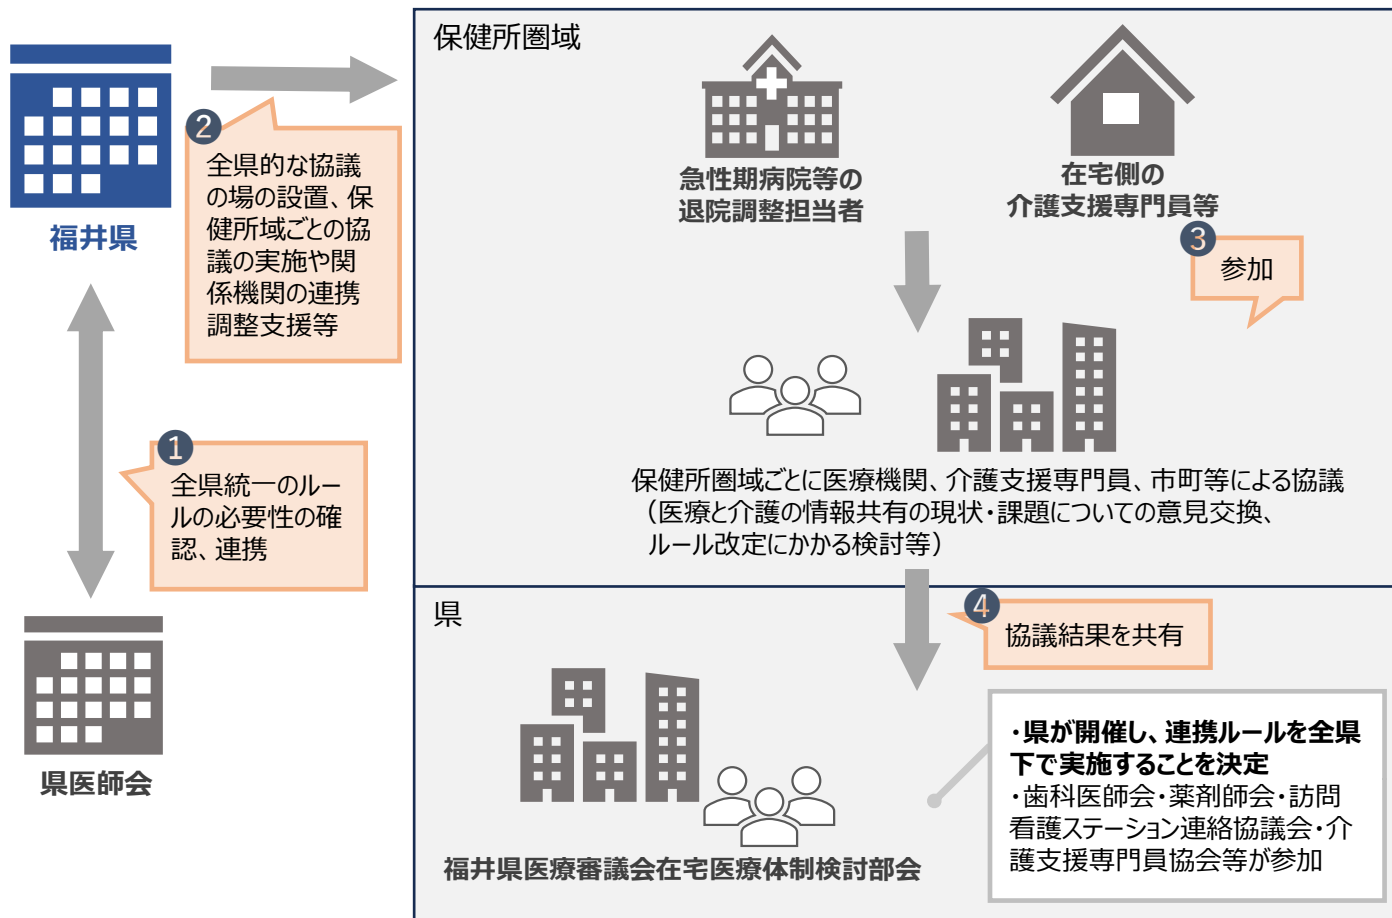 保健所圏域
福井県
❷
全県的な協議
の場の設置、保
健所域ごとの協
議の実施や関
係機関の連携
調整支援等
❶
全県統一のルー
ルの必要性の確
認、連携
県医師会
急性期病院等の
退院調整担当者
在宅側の
介護支援専門員等
❸
参加
保健所圏域ごとに医療機関、介護支援専門員、市町等による協議
（医療と介護の情報共有の現状・課題についての意見交換、
ルール改定にかかる検討等）
県
❹
協議結果を共有
福井県医療審議会在宅医療体制検討部会
・県が開催し、連携ルールを全県
下で実施することを決定
・歯科医師会・薬剤師会・訪問
看護ステーション連絡協議会・介
護支援専門員協会等が参加